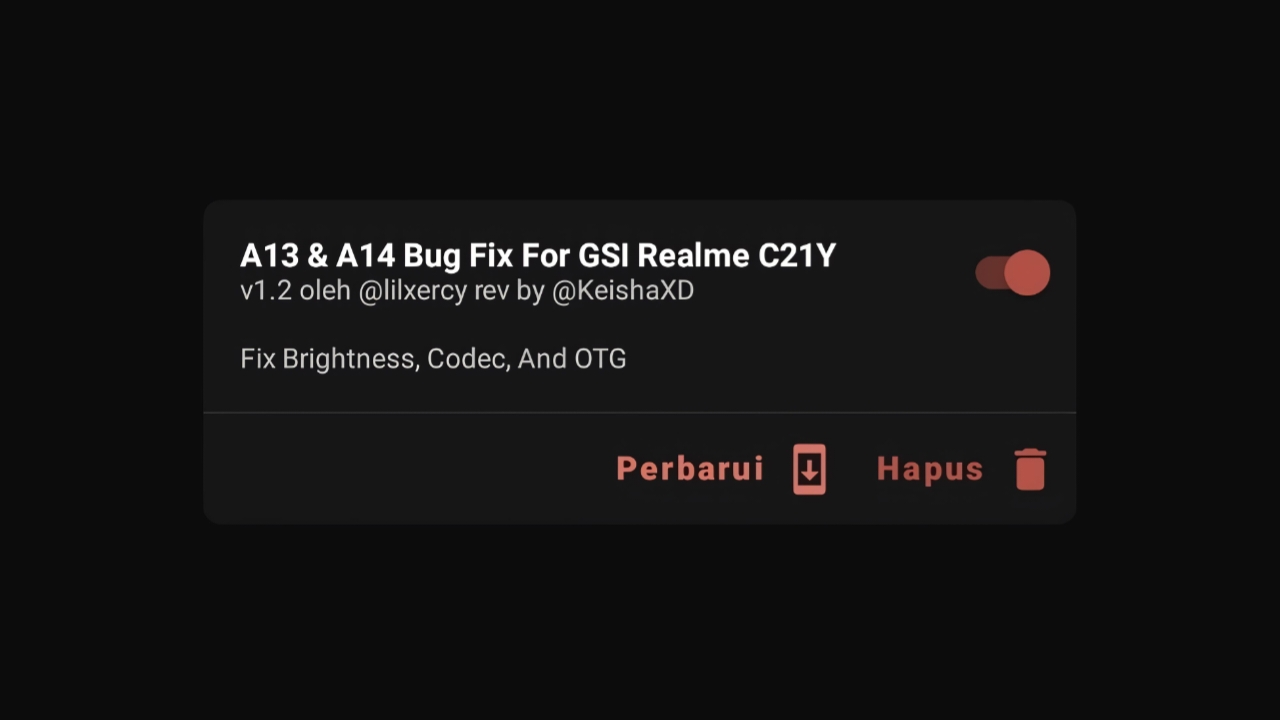 A13 & A14 Bug Fix For GSI Realme C21Y
v1.2 oleh @lilxercy rev by @KeishaXD
Fix Brightness, Codec, And OTG
Perbarui
Hapus